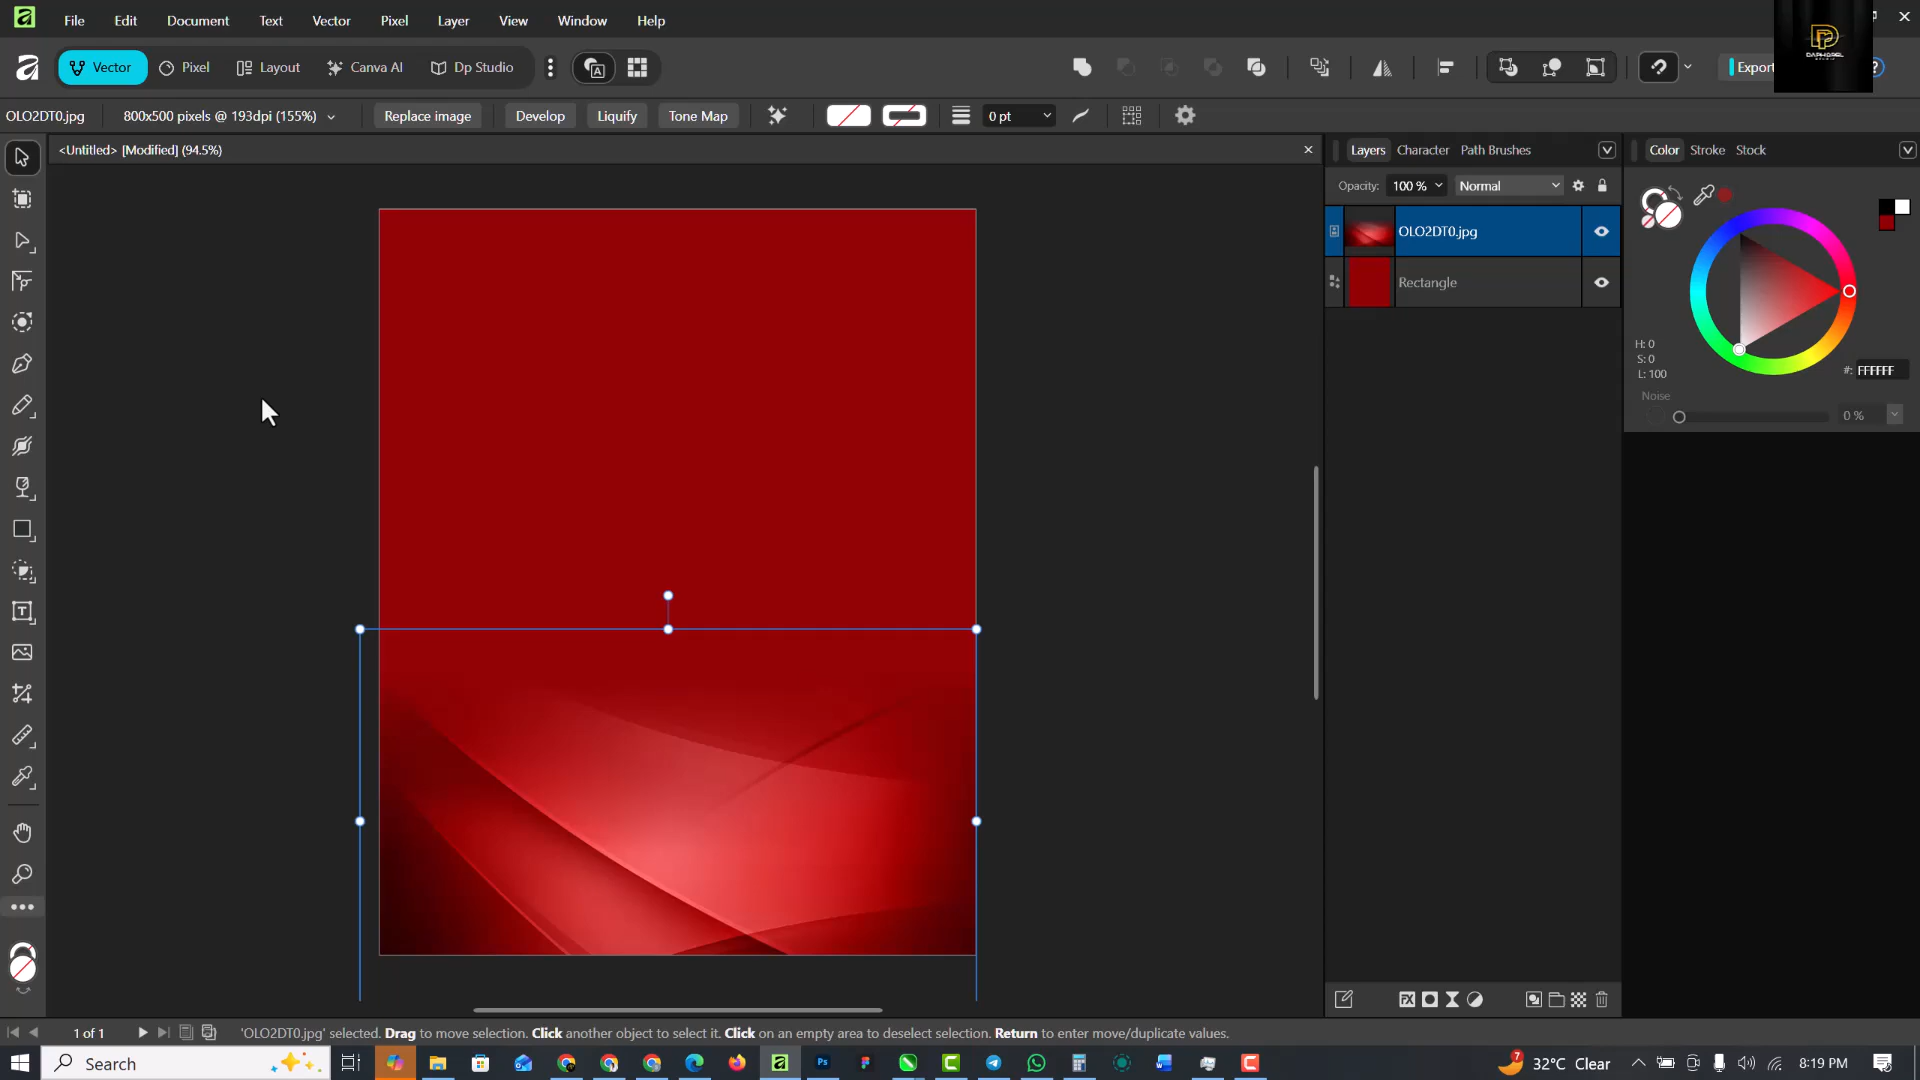 File Edit Document Text Vector Pixel Layer View Window Help
Vector Pixel Layout Canva AI Dp Studio Export
OLO2DT0.jpg 800x500 pixels @ 193dpi (155%) Replace image Develop Liquify Tone Map 0 pt
<Untitled> [Modified] (94.5%)
Layers Character Path Brushes
Color Stroke Stock
Opacity: 100 % Normal
OLO2DT0.jpg
Rectangle
H: 0
S: 0
L: 100
#: FFFFFF
Noise
0 %
1 of 1
'OLO2DT0.jpg' selected. Drag to move selection. Click another object to select it. Click on an empty area to deselect selection. Return to enter move/duplicate values.
Search
7 32°C Clear 8:19 PM